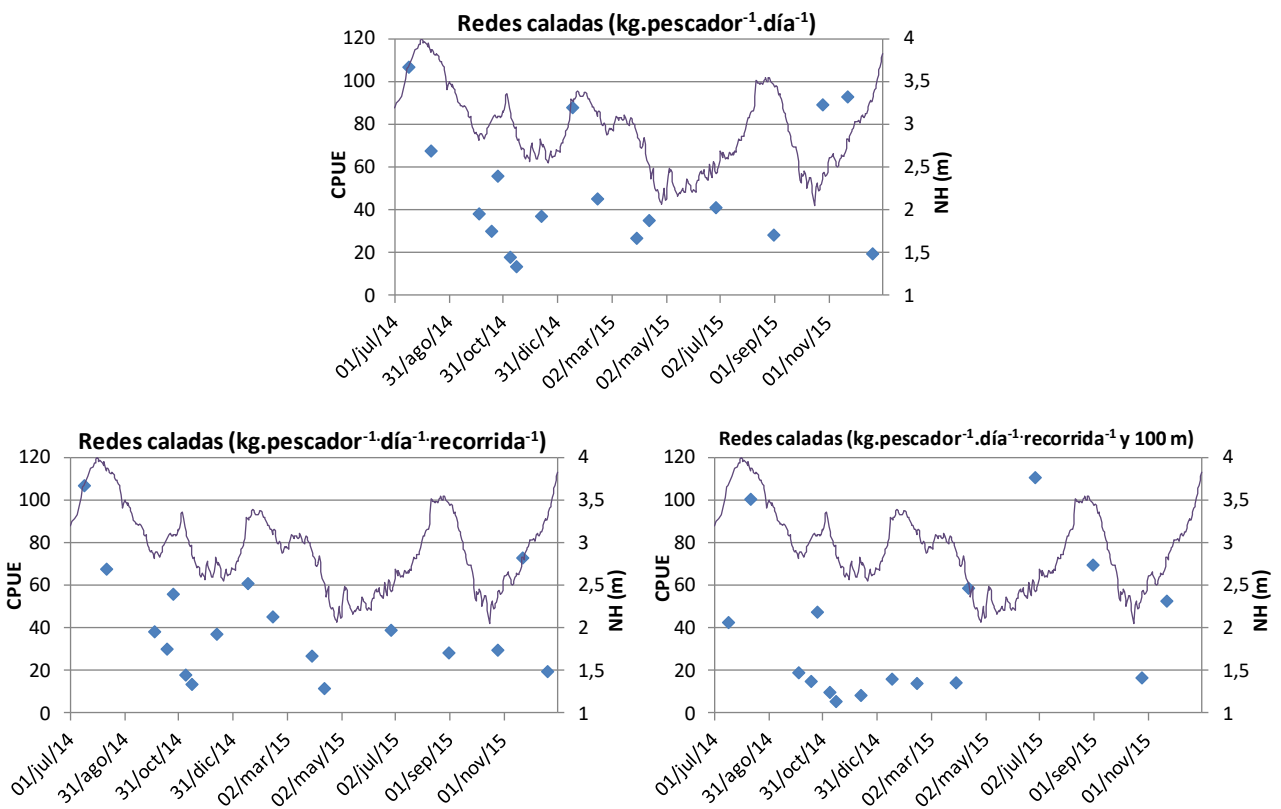 Redes caladas (kg.pescador⁻¹.día⁻¹)
120
100
80
60
40
20
0
CPUE
4
3,5
3
2,5
2
1,5
1
NH (m)
01/jul/14
31/ago/14
31/oct/14
31/dic/14
02/mar/15
02/may/15
02/jul/15
01/sep/15
01/nov/15
Redes caladas (kg.pescador⁻¹·día⁻¹·recorrida⁻¹)
120
100
80
60
40
20
0
CPUE
4
3,5
3
2,5
2
1,5
1
NH (m)
01/jul/14
31/ago/14
31/oct/14
31/dic/14
02/mar/15
02/may/15
02/jul/15
01/sep/15
01/nov/15
Redes caladas (kg.pescador⁻¹.día⁻¹·recorrida⁻¹ y 100 m)
120
100
80
60
40
20
0
CPUE
4
3,5
3
2,5
2
1,5
1
NH (m)
01/jul/14
31/ago/14
31/oct/14
31/dic/14
02/mar/15
02/may/15
02/jul/15
01/sep/15
01/nov/15